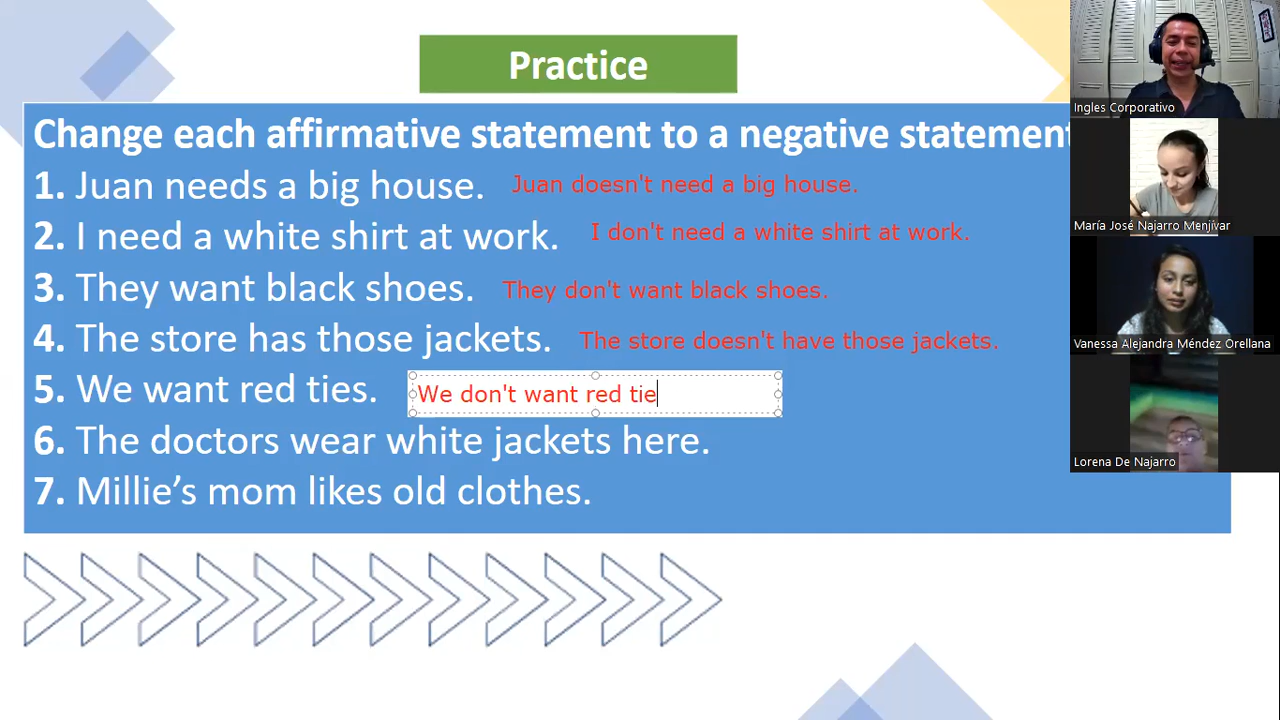 Practice
Change each affirmative statement to a negative statement
1. Juan needs a big house. Juan doesn't need a big house.
2. I need a white shirt at work. I don't need a white shirt at work.
3. They want black shoes. They don't want black shoes.
4. The store has those jackets. The store doesn't have those jackets.
5. We want red ties. We don't want red tie
6. The doctors wear white jackets here.
7. Millie's mom likes old clothes.
Ingles Corporativo
María José Najarro Menjívar
Vanessa Alejandra Méndez Orellana
Lorena De Najarro